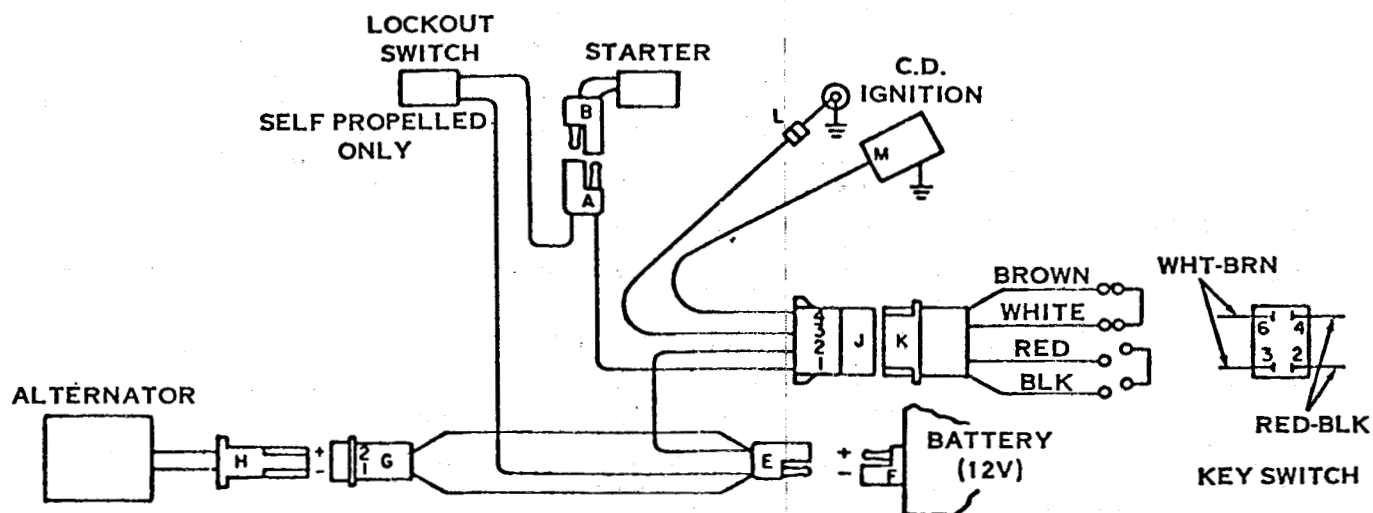 LOCKOUT
SWITCH
SELF PROPELLED
ONLY
STARTER
B
A
C.D.
IGNITION
L
M
BROWN
WHITE
RED
BLK
4
3
2
1
J
K
WHT-BRN
6 4
3 2
RED-BLK
KEY SWITCH
ALTERNATOR
H
+
-
2
1
G
E
+
-
F
BATTERY
(12V)